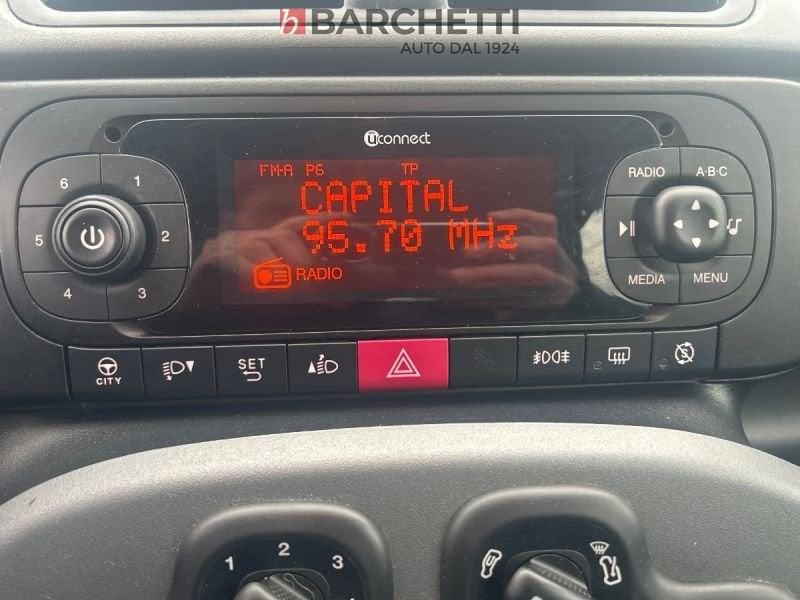 b BARCHETTI
AUTO DAL 1924
uconnect
FM-A P6 TP
CAPITAL
95.70 MHz
RADIO
6 1
5 2
4 3
RADIO A·B·C
MEDIA MENU
CITY
SET
1 2 3